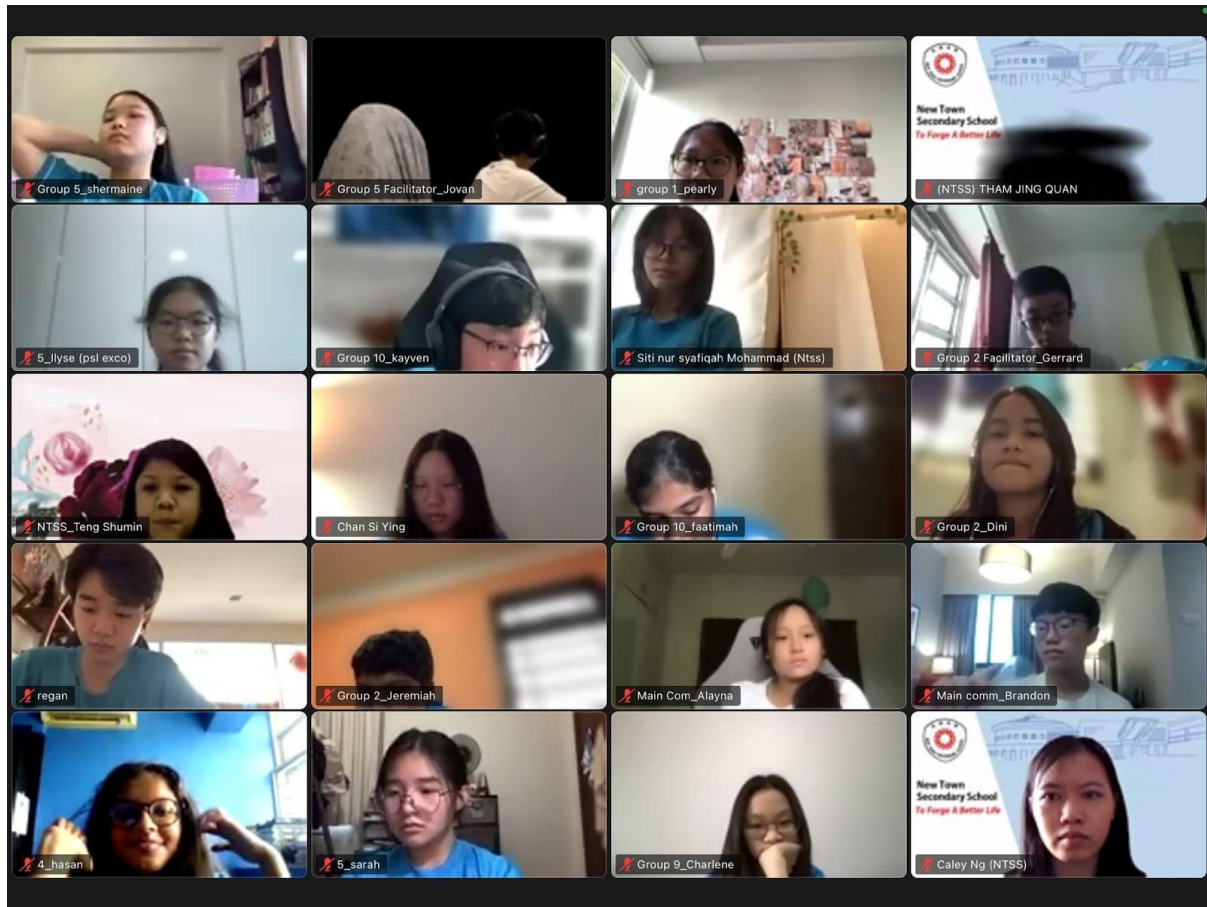 Group 5_shermaine
Group 5 Facilitator_Jovan
group 1_pearly
New Town
Secondary School
To Forge A Better Life
(NTSS) THAM JING QUAN
5_Ilyse (psl exco)
Group 10_kayven
Siti nur syafiqah Mohammad (Ntss)
Group 2 Facilitator_Gerrard
NTSS_Teng Shumin
Chan Si Ying
Group 10_faatimah
Group 2_Dini
regan
Group 2_Jeremiah
Main Com_Alayna
Main comm_Brandon
4_hasan
5_sarah
Group 9_Charlene
New Town
Secondary School
To Forge A Better Life
Caley Ng (NTSS)